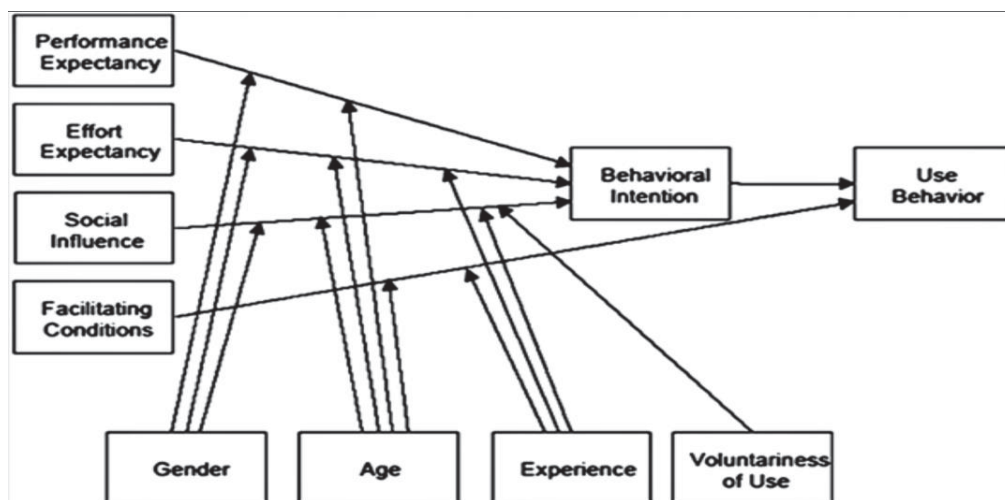 Performance
Expectancy
Effort
Expectancy
Social
Influence
Facilitating
Conditions
Behavioral
Intention
Use
Behavior
Gender
Age
Experience
Voluntariness
of Use